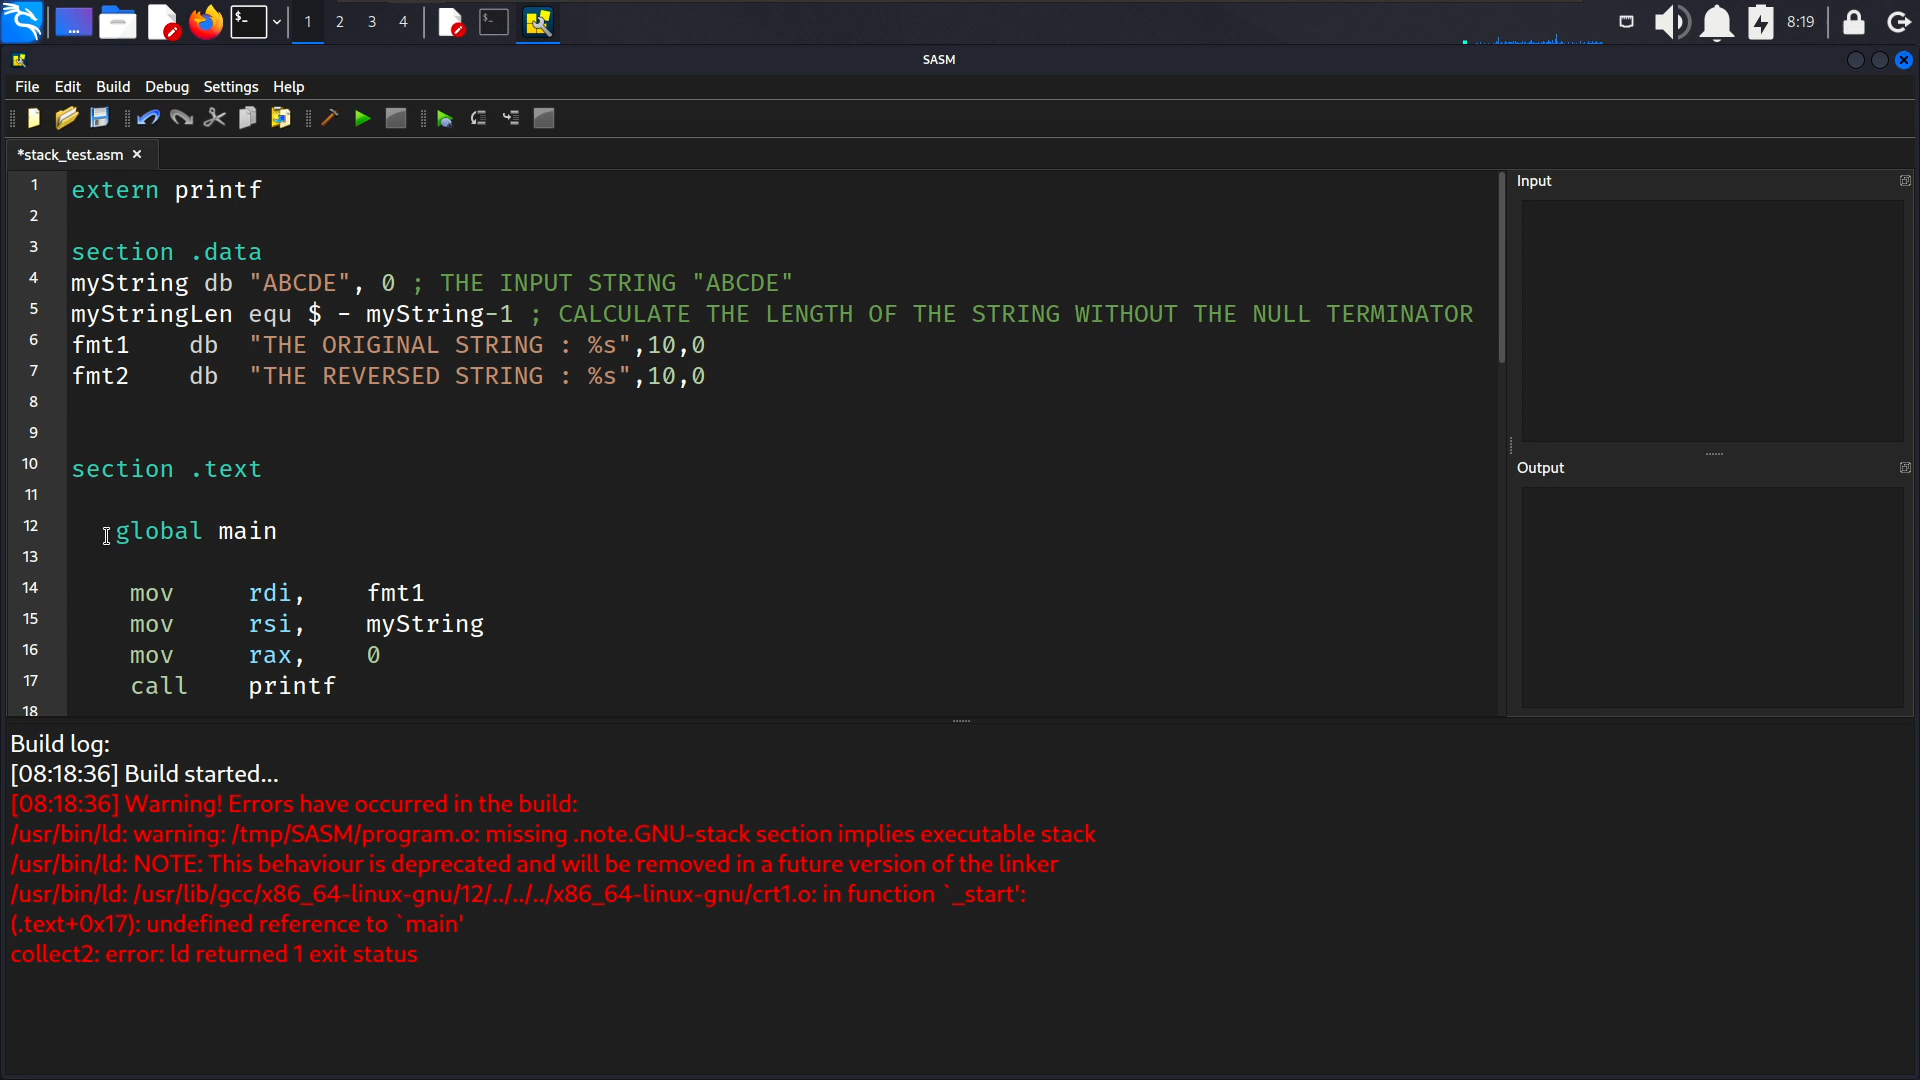 1 2 3 4
8:19
SASM
File Edit Build Debug Settings Help
*stack_test.asm
1 extern printf
2
3 section .data
4 myString db "ABCDE", 0 ; THE INPUT STRING "ABCDE"
5 myStringLen equ $ - myString-1 ; CALCULATE THE LENGTH OF THE STRING WITHOUT THE NULL TERMINATOR
6 fmt1 db "THE ORIGINAL STRING : %s",10,0
7 fmt2 db "THE REVERSED STRING : %s",10,0
8
9
10 section .text
11
12 global main
13
14 mov rdi, fmt1
15 mov rsi, myString
16 mov rax, 0
17 call printf
18
Input
Output
Build log:
[08:18:36] Build started...
[08:18:36] Warning! Errors have occurred in the build:
/usr/bin/ld: warning: /tmp/SASM/program.o: missing .note.GNU-stack section implies executable stack
/usr/bin/ld: NOTE: This behaviour is deprecated and will be removed in a future version of the linker
/usr/bin/ld: /usr/lib/gcc/x86_64-linux-gnu/12/../../../x86_64-linux-gnu/crt1.o: in function `_start':
(.text+0x17): undefined reference to `main'
collect2: error: ld returned 1 exit status